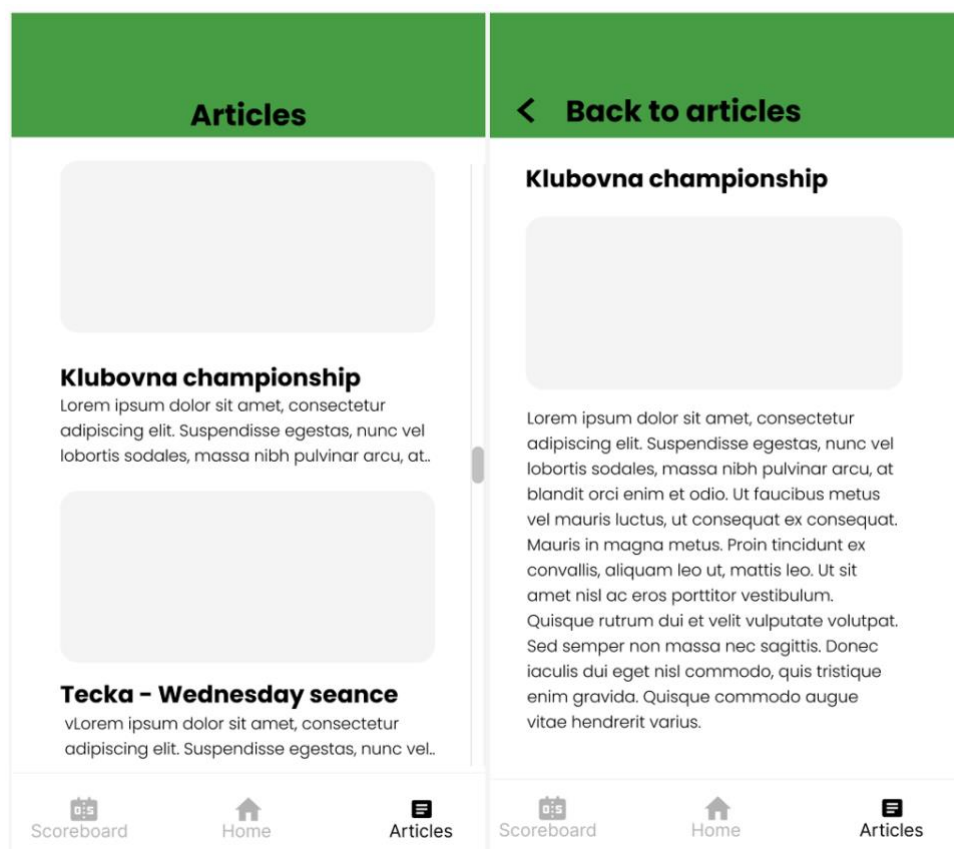 Articles
Klubovna championship
Lorem ipsum dolor sit amet, consectetur
adipiscing elit. Suspendisse egestas, nunc vel
lobortis sodales, massa nibh pulvinar arcu, at..
Tecka - Wednesday seance
vLorem ipsum dolor sit amet, consectetur
adipiscing elit. Suspendisse egestas, nunc vel..
0:S
Scoreboard
Home
Articles
Back to articles
Klubovna championship
Lorem ipsum dolor sit amet, consectetur
adipiscing elit. Suspendisse egestas, nunc vel
lobortis sodales, massa nibh pulvinar arcu, at
blandit orci enim et odio. Ut faucibus metus
vel mauris luctus, ut consequat ex consequat.
Mauris in magna metus. Proin tincidunt ex
convallis, aliquam leo ut, mattis leo. Ut sit
amet nisl ac eros porttitor vestibulum.
Quisque rutrum dui et velit vulputate volutpat.
Sed semper non massa nec sagittis. Donec
iaculis dui eget nisl commodo, quis tristique
enim gravida. Quisque commodo augue
vitae hendrerit varius.
0:S
Scoreboard
Home
Articles